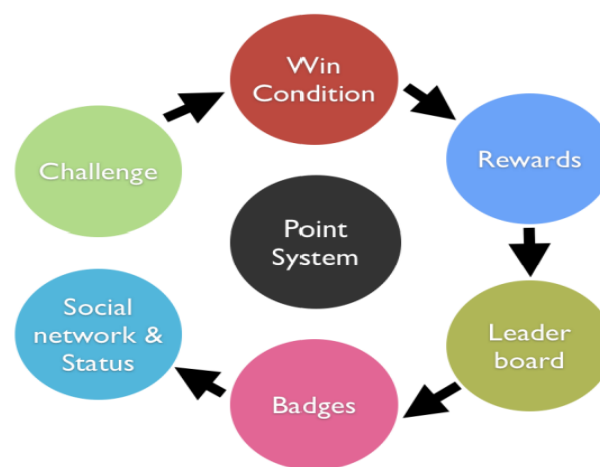 Win
Condition
Challenge
Rewards
Point
System
Social
network &
Status
Leader
board
Badges